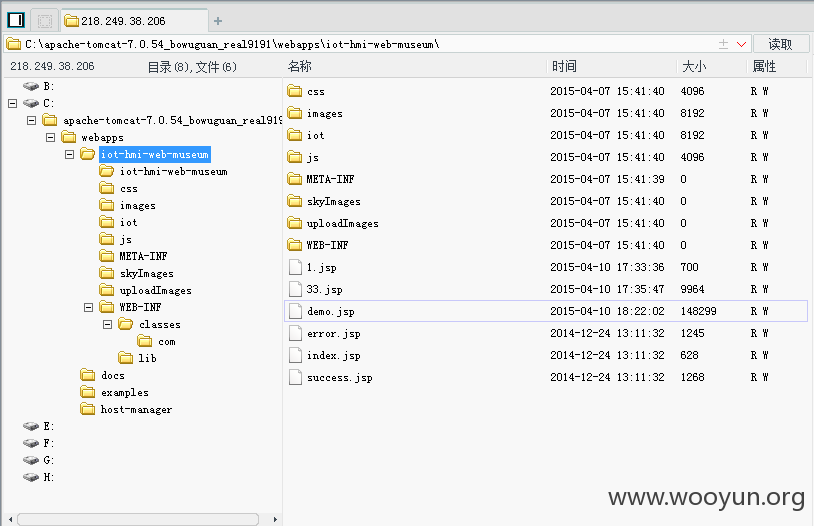 218.249.38.206
C:\apache-tomcat-7.0.54_bowuguan_real9191\webapps\iot-hmi-web-museum\
读取
218.249.38.206 目录(8),文件(6)
B:
C:
apache-tomcat-7.0.54_bowuguan_real919
webapps
iot-hmi-web-museum
iot-hmi-web-museum
css
images
iot
js
META-INF
skyImages
uploadImages
WEB-INF
classes
com
lib
docs
examples
host-manager
E:
F:
G:
H:
名称 时间 大小 属性
css 2015-04-07 15:41:40 4096 R W
images 2015-04-07 15:41:40 8192 R W
iot 2015-04-07 15:41:40 8192 R W
js 2015-04-07 15:41:40 4096 R W
META-INF 2015-04-07 15:41:39 0 R W
skyImages 2015-04-07 15:41:40 0 R W
uploadImages 2015-04-07 15:41:40 0 R W
WEB-INF 2015-04-07 15:41:40 0 R W
1.jsp 2015-04-10 17:33:36 700 R W
33.jsp 2015-04-10 17:35:47 9964 R W
demo.jsp 2015-04-10 18:22:02 148299 R W
error.jsp 2014-12-24 13:11:32 1245 R W
index.jsp 2014-12-24 13:11:32 628 R W
success.jsp 2014-12-24 13:11:32 1268 R W
www.wooyun.org